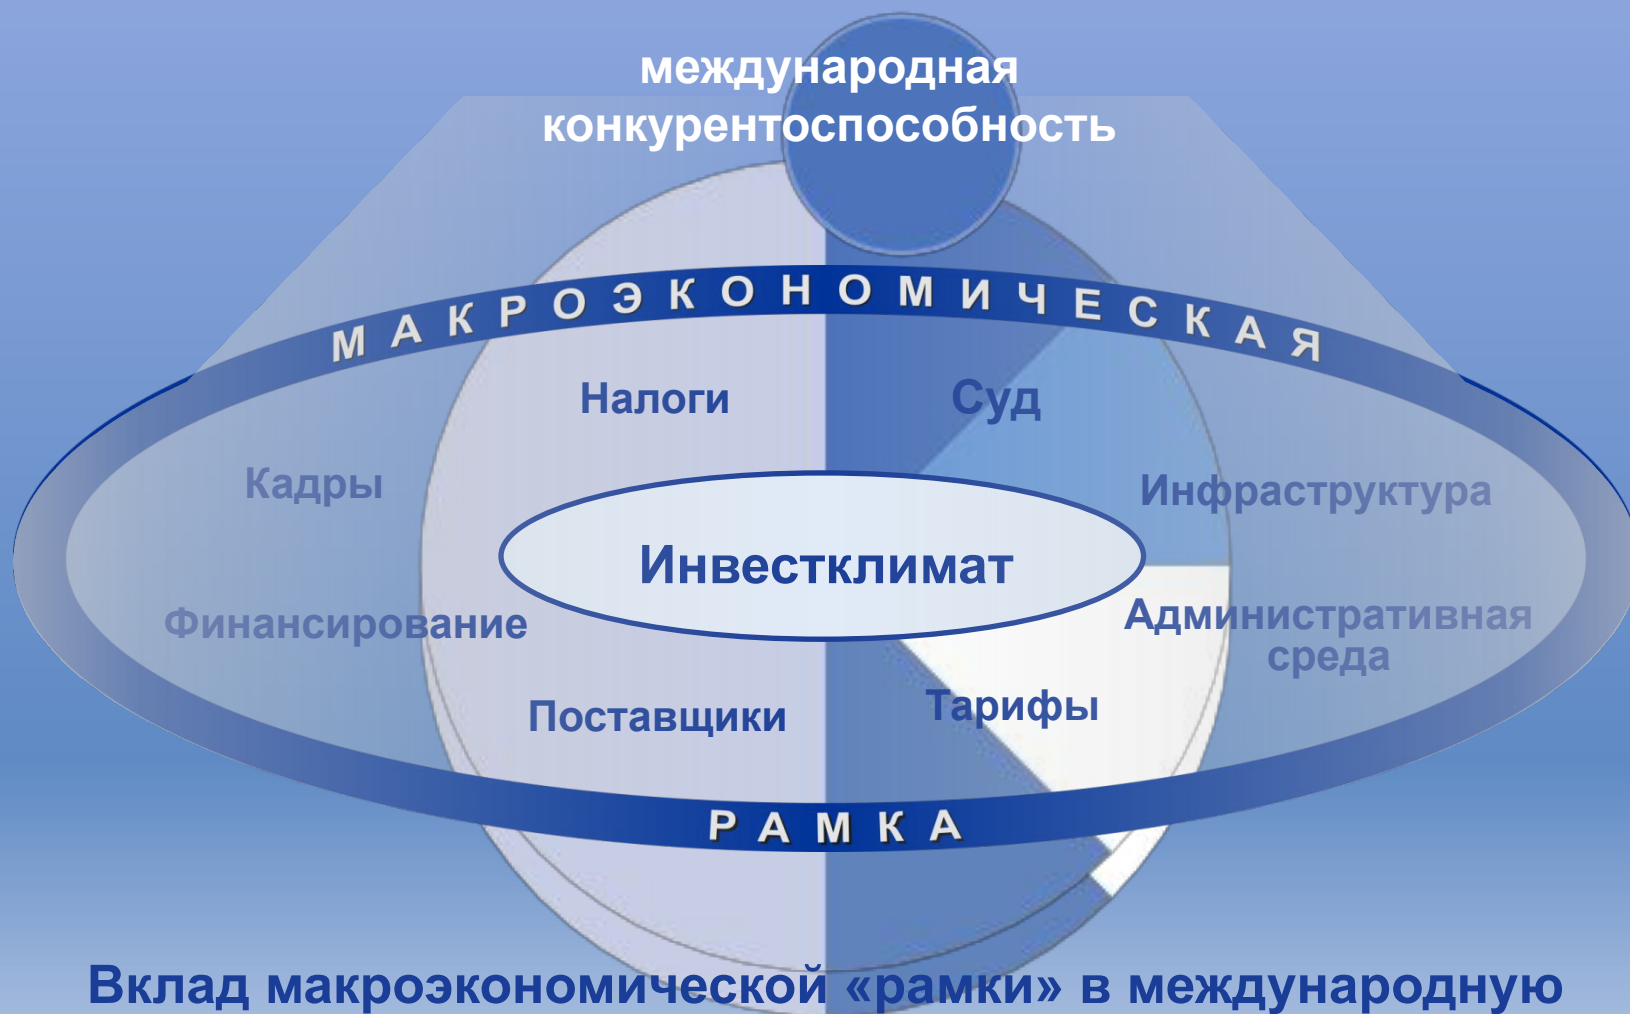 международная
конкурентоспособность
МАКРОЭКОНОМИЧЕСКАЯ
Налоги
Суд
Кадры
Инфраструктура
Инвестклимат
Финансирование
Административная
среда
Поставщики
Тарифы
РАМКА
Вклад макроэкономической «рамки» в международную